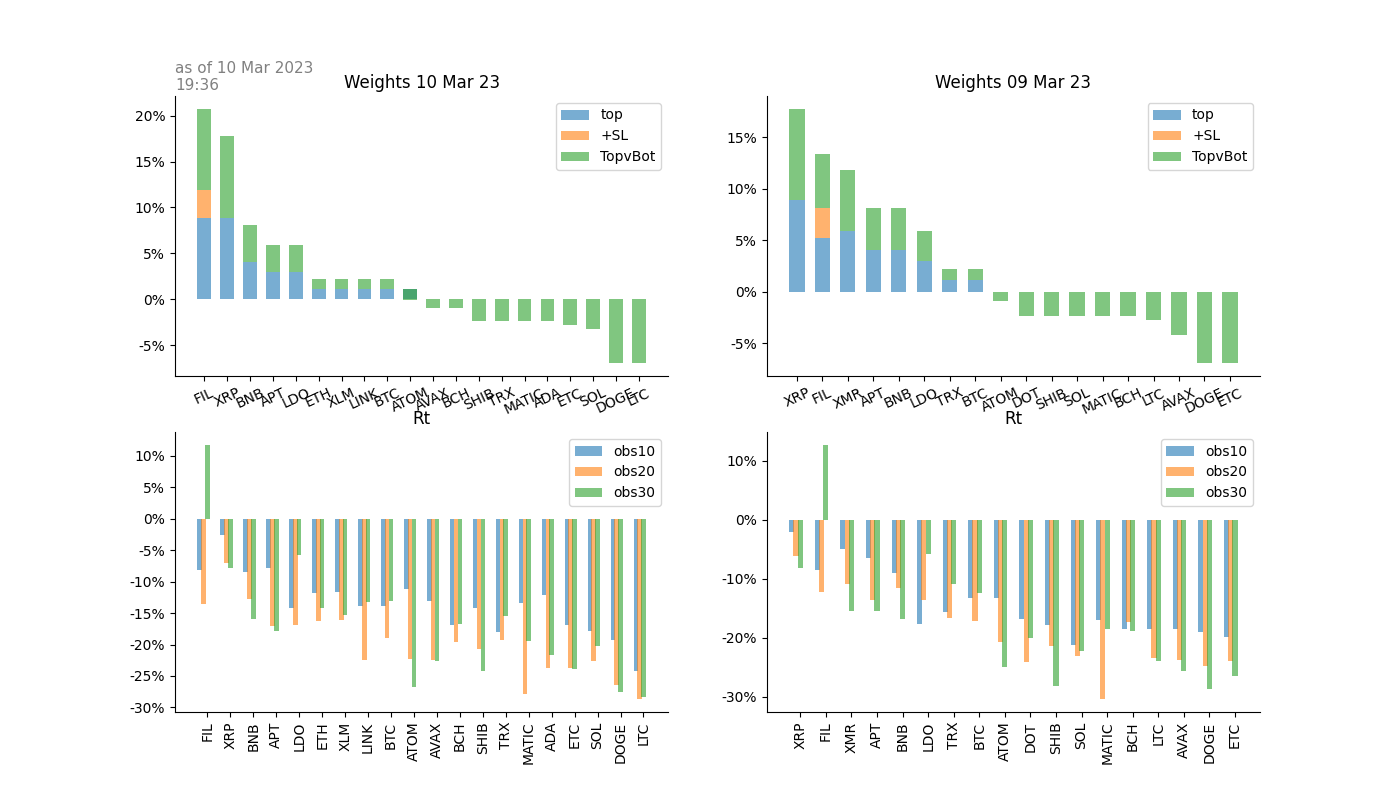 as of 10 Mar 2023
19:36
Weights 10 Mar 23
20%
15%
10%
5%
0%
-5%
top
+SL
TopvBot
FIL XRP BNB APT LDO ETH XLM LINK BTC ATOM AVAX BCH SHIB TRX MATIC ADA ETC SOL DOGE LTC
Weights 09 Mar 23
15%
10%
5%
0%
-5%
top
+SL
TopvBot
XRP FIL XMR APT BNB LDO TRX BTC ATOM DOT SHIB SOL MATIC BCH LTC AVAX DOGE ETC
Rt
10%
5%
0%
-5%
-10%
-15%
-20%
-25%
-30%
obs10
obs20
obs30
FIL XRP BNB APT LDO ETH XLM LINK BTC ATOM AVAX BCH SHIB TRX MATIC ADA ETC SOL DOGE LTC
Rt
10%
0%
-10%
-20%
-30%
obs10
obs20
obs30
XRP FIL XMR APT BNB LDO TRX BTC ATOM DOT SHIB SOL MATIC BCH LTC AVAX DOGE ETC